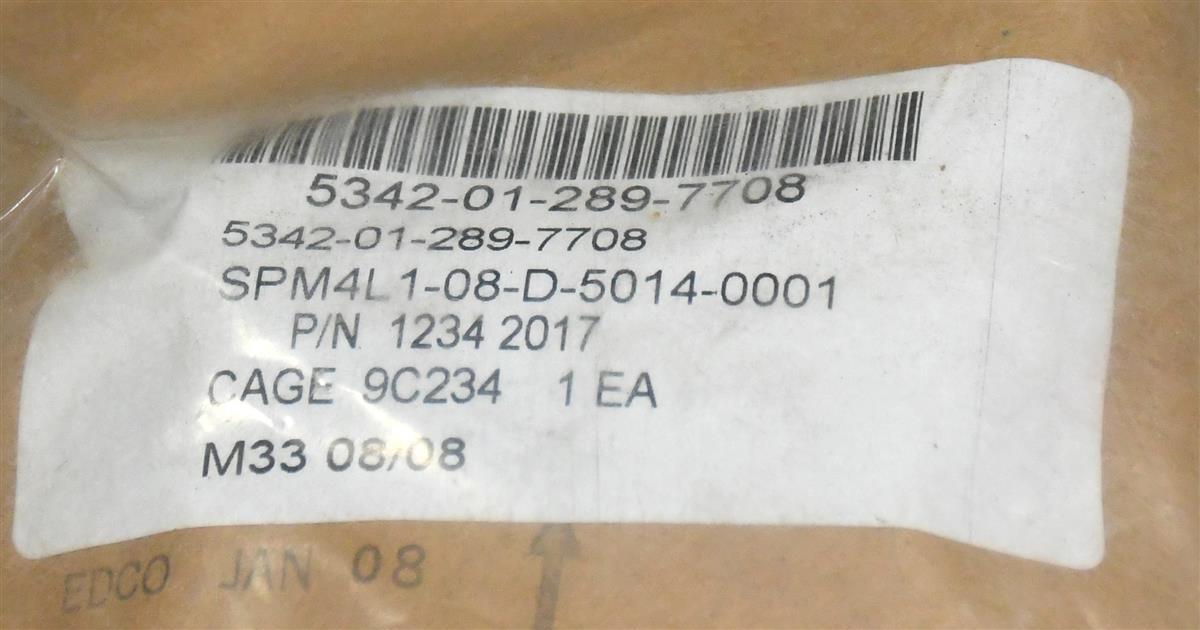 5342-01-289-7708
5342-01-289-7708
SPM4L1-08-D-5014-0001
P/N 1234 2017
CAGE 9C234 1 EA
M33 08/08
EDCO JAN 08